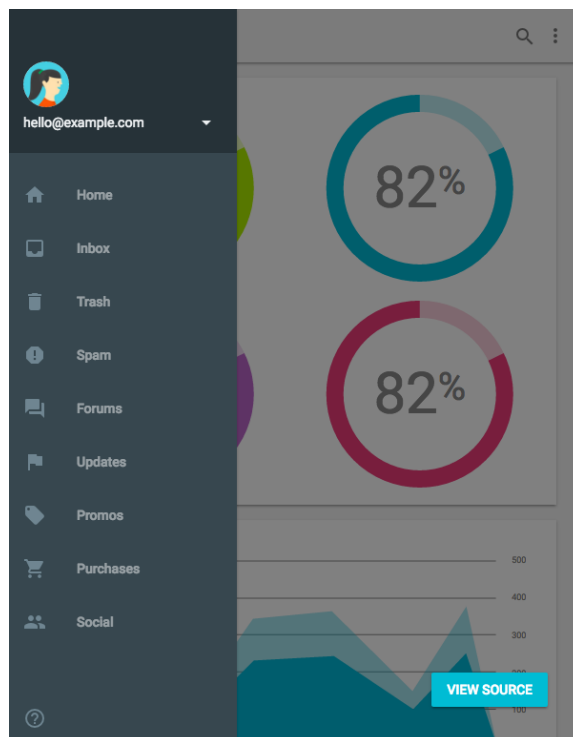 hello@example.com
Home
Inbox
Trash
Spam
Forums
Updates
Promos
Purchases
Social
82%
82%
500
400
300
200
VIEW SOURCE
100